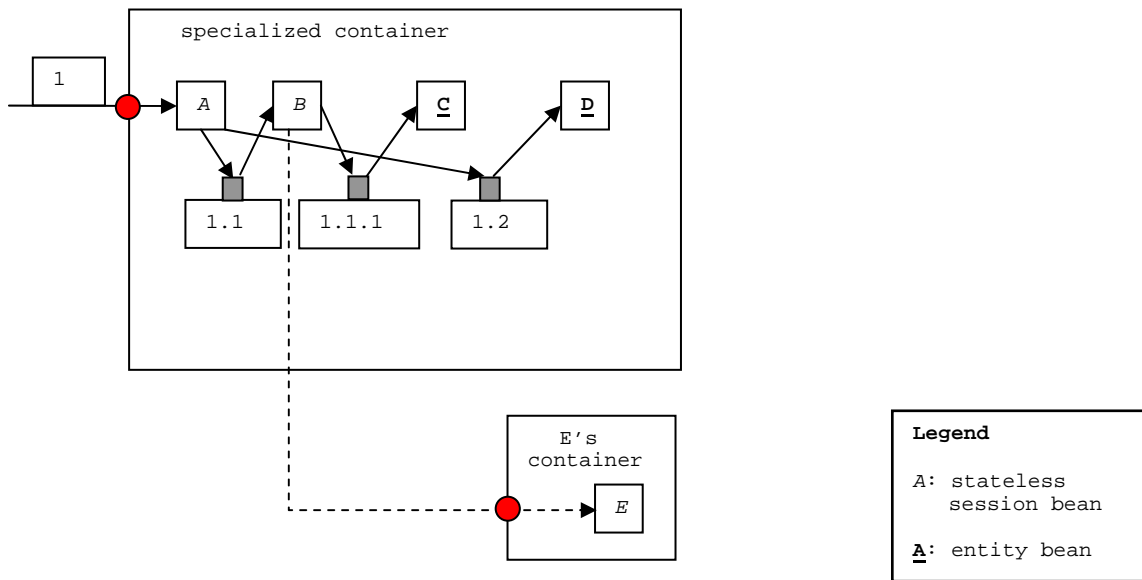 specialized container
1
A
B
C
D
1.1
1.1.1
1.2
E's
container
E
Legend
A: stateless
session bean
A: entity bean